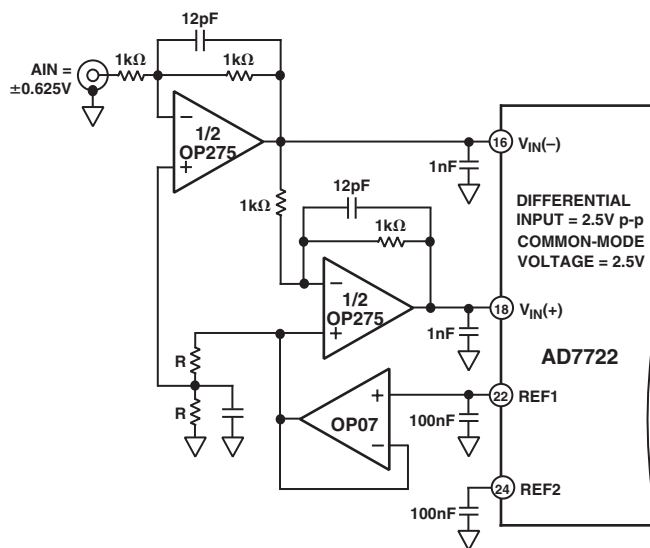 12pF
AIN =
±0.625V
1kΩ
1kΩ
−
1/2
OP275
+
16
VIN(–)
1nF
1kΩ
12pF
1kΩ
DIFFERENTIAL
INPUT = 2.5V p-p
COMMON-MODE
VOLTAGE = 2.5V
−
1/2
OP275
+
18
VIN(+)
1nF
AD7722
R
R
+
OP07
−
22
REF1
100nF
24
REF2
100nF